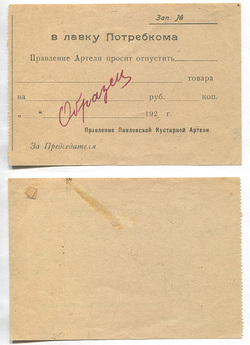 Зап. №
в лавку Потребкома
Правление Артели просит отпустить
товара
на руб. коп.
Образец
" " 192 г.
Правление Павловской Кустарной Артели
За Председателя